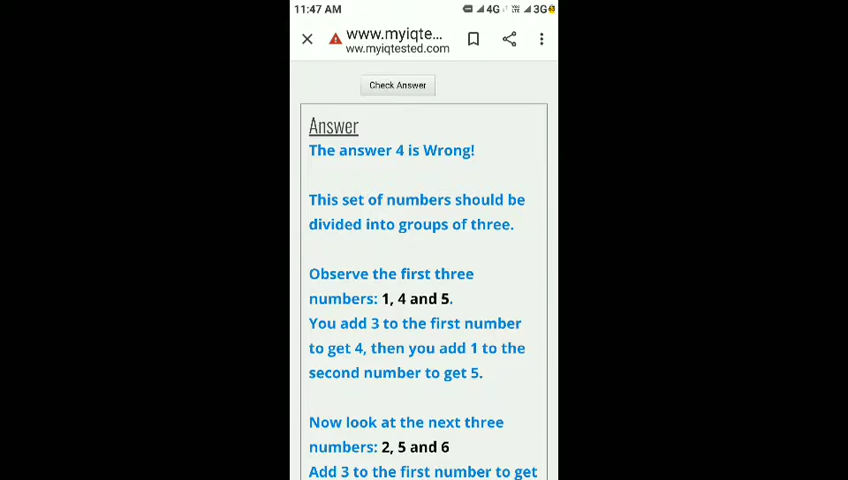 11:47 AM 4G 3G
www.myiqte...
ww.myiqtested.com
Check Answer
Answer
The answer 4 is Wrong!
This set of numbers should be
divided into groups of three.
Observe the first three
numbers: 1, 4 and 5.
You add 3 to the first number
to get 4, then you add 1 to the
second number to get 5.
Now look at the next three
numbers: 2, 5 and 6
Add 3 to the first number to get